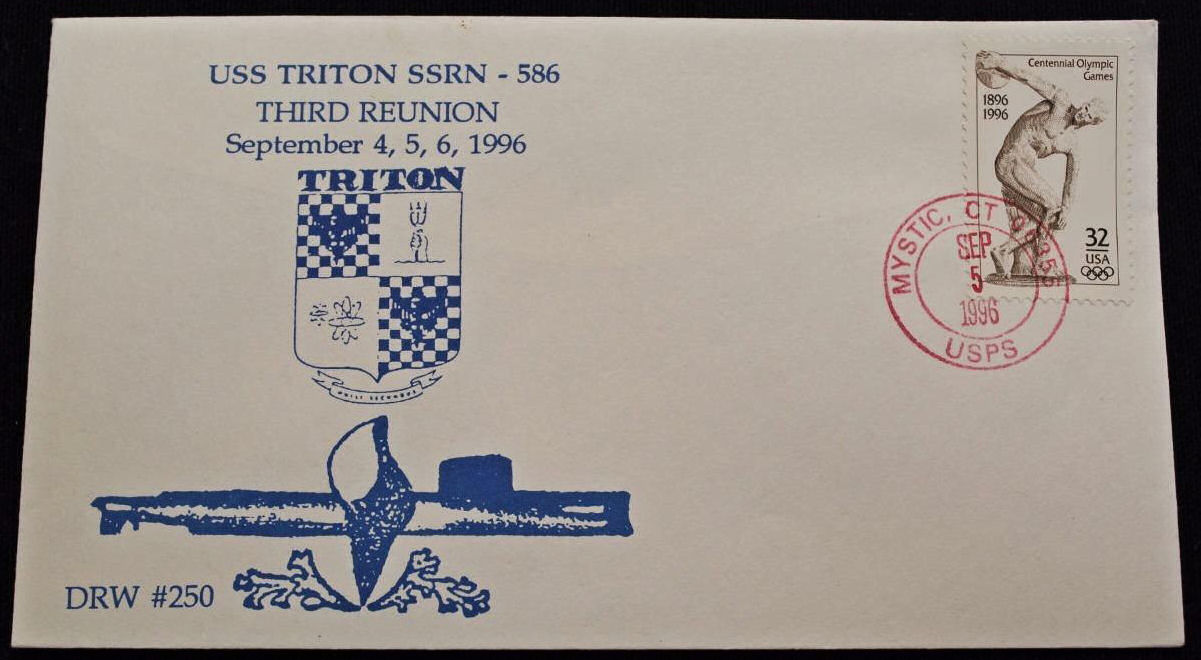 USS TRITON SSRN - 586
THIRD REUNION
September 4, 5, 6, 1996
TRITON
DRW #250
Centennial Olympic
Games
1896
1996
32
USA
MYSTIC, CT
SEP
5
1996
USPS